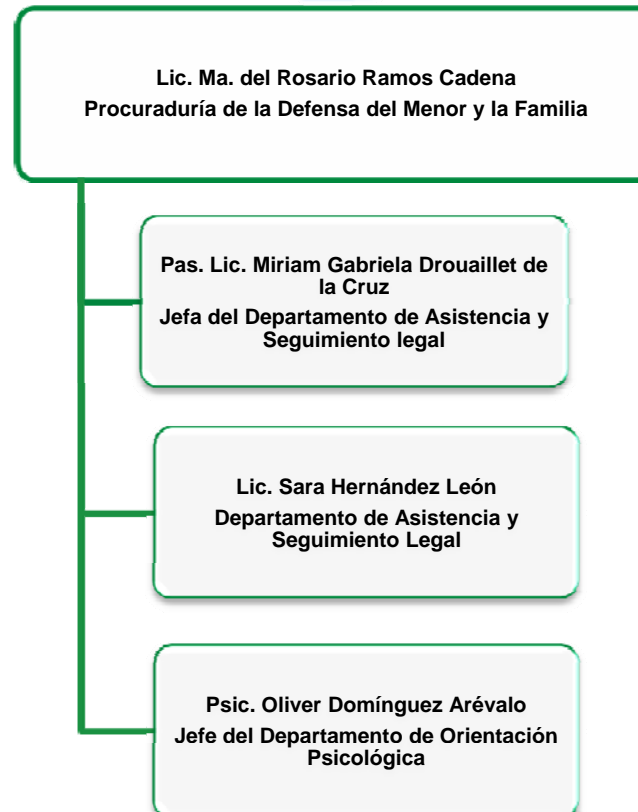 Lic. Ma. del Rosario Ramos Cadena
Procuraduría de la Defensa del Menor y la Familia
Pas. Lic. Miriam Gabriela Drouaillet de
la Cruz
Jefa del Departamento de Asistencia y
Seguimiento legal
Lic. Sara Hernández León
Departamento de Asistencia y
Seguimiento Legal
Psic. Oliver Domínguez Arévalo
Jefe del Departamento de Orientación
Psicológica